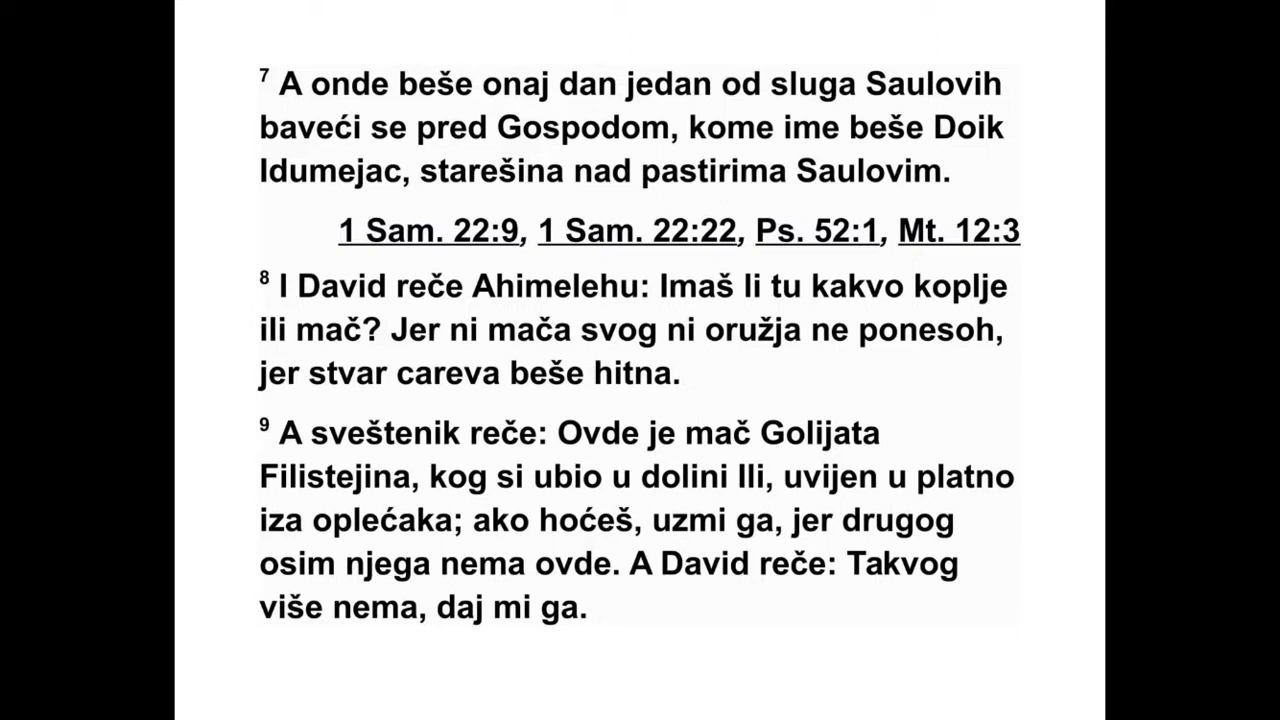 7 A onde beše onaj dan jedan od sluga Saulovih
baveći se pred Gospodom, kome ime beše Doik
Idumejac, starešina nad pastirima Saulovim.
1 Sam. 22:9, 1 Sam. 22:22, Ps. 52:1, Mt. 12:3
8 I David reče Ahimelehu: Imaš li tu kakvo koplje
ili mač? Jer ni mača svog ni oružja ne ponesoh,
jer stvar careva beše hitna.
9 A sveštenik reče: Ovde je mač Golijata
Filistejina, kog si ubio u dolini Ili, uvijen u platno
iza oplećaka; ako hoćeš, uzmi ga, jer drugog
osim njega nema ovde. A David reče: Takvog
više nema, daj mi ga.